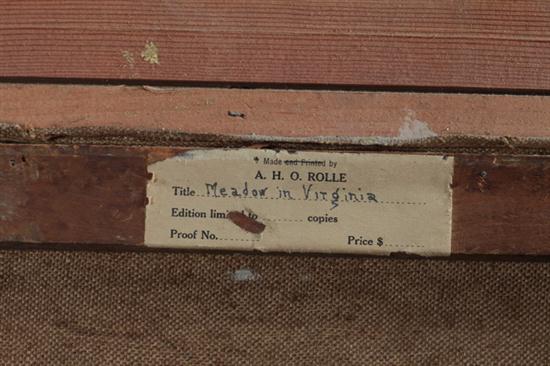 Made and Printed by
A. H. O. ROLLE
Title Meadow in Virginia
Edition limited to ........ copies
Proof No. ........ Price $ ........